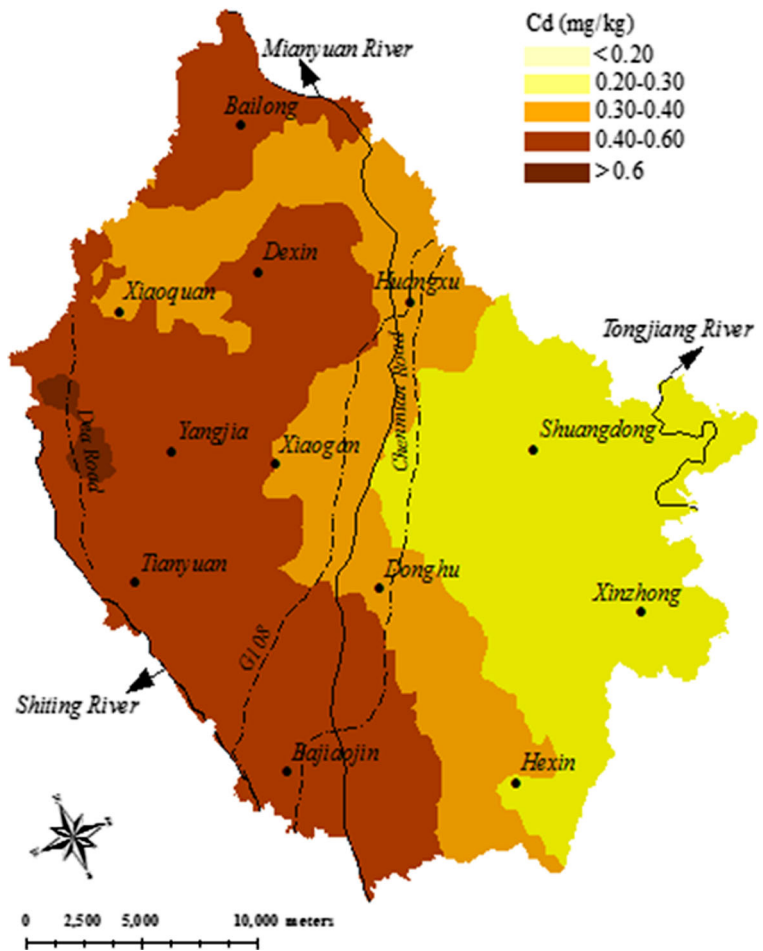 Cd (mg/kg)
< 0.20
0.20-0.30
0.30-0.40
0.40-0.60
> 0.6
Mianyuan River
Bailong
Dexin
Xiaoquan
Huangxu
Tongjiang River
Chenmian Road
Dea Road
Yangjia
Xiaogan
Shuangdong
Tianyuan
Donghu
Xinzhong
G108
Shiting River
Bajiaojin
Hexin
0 2,500 5,000 10,000 meters